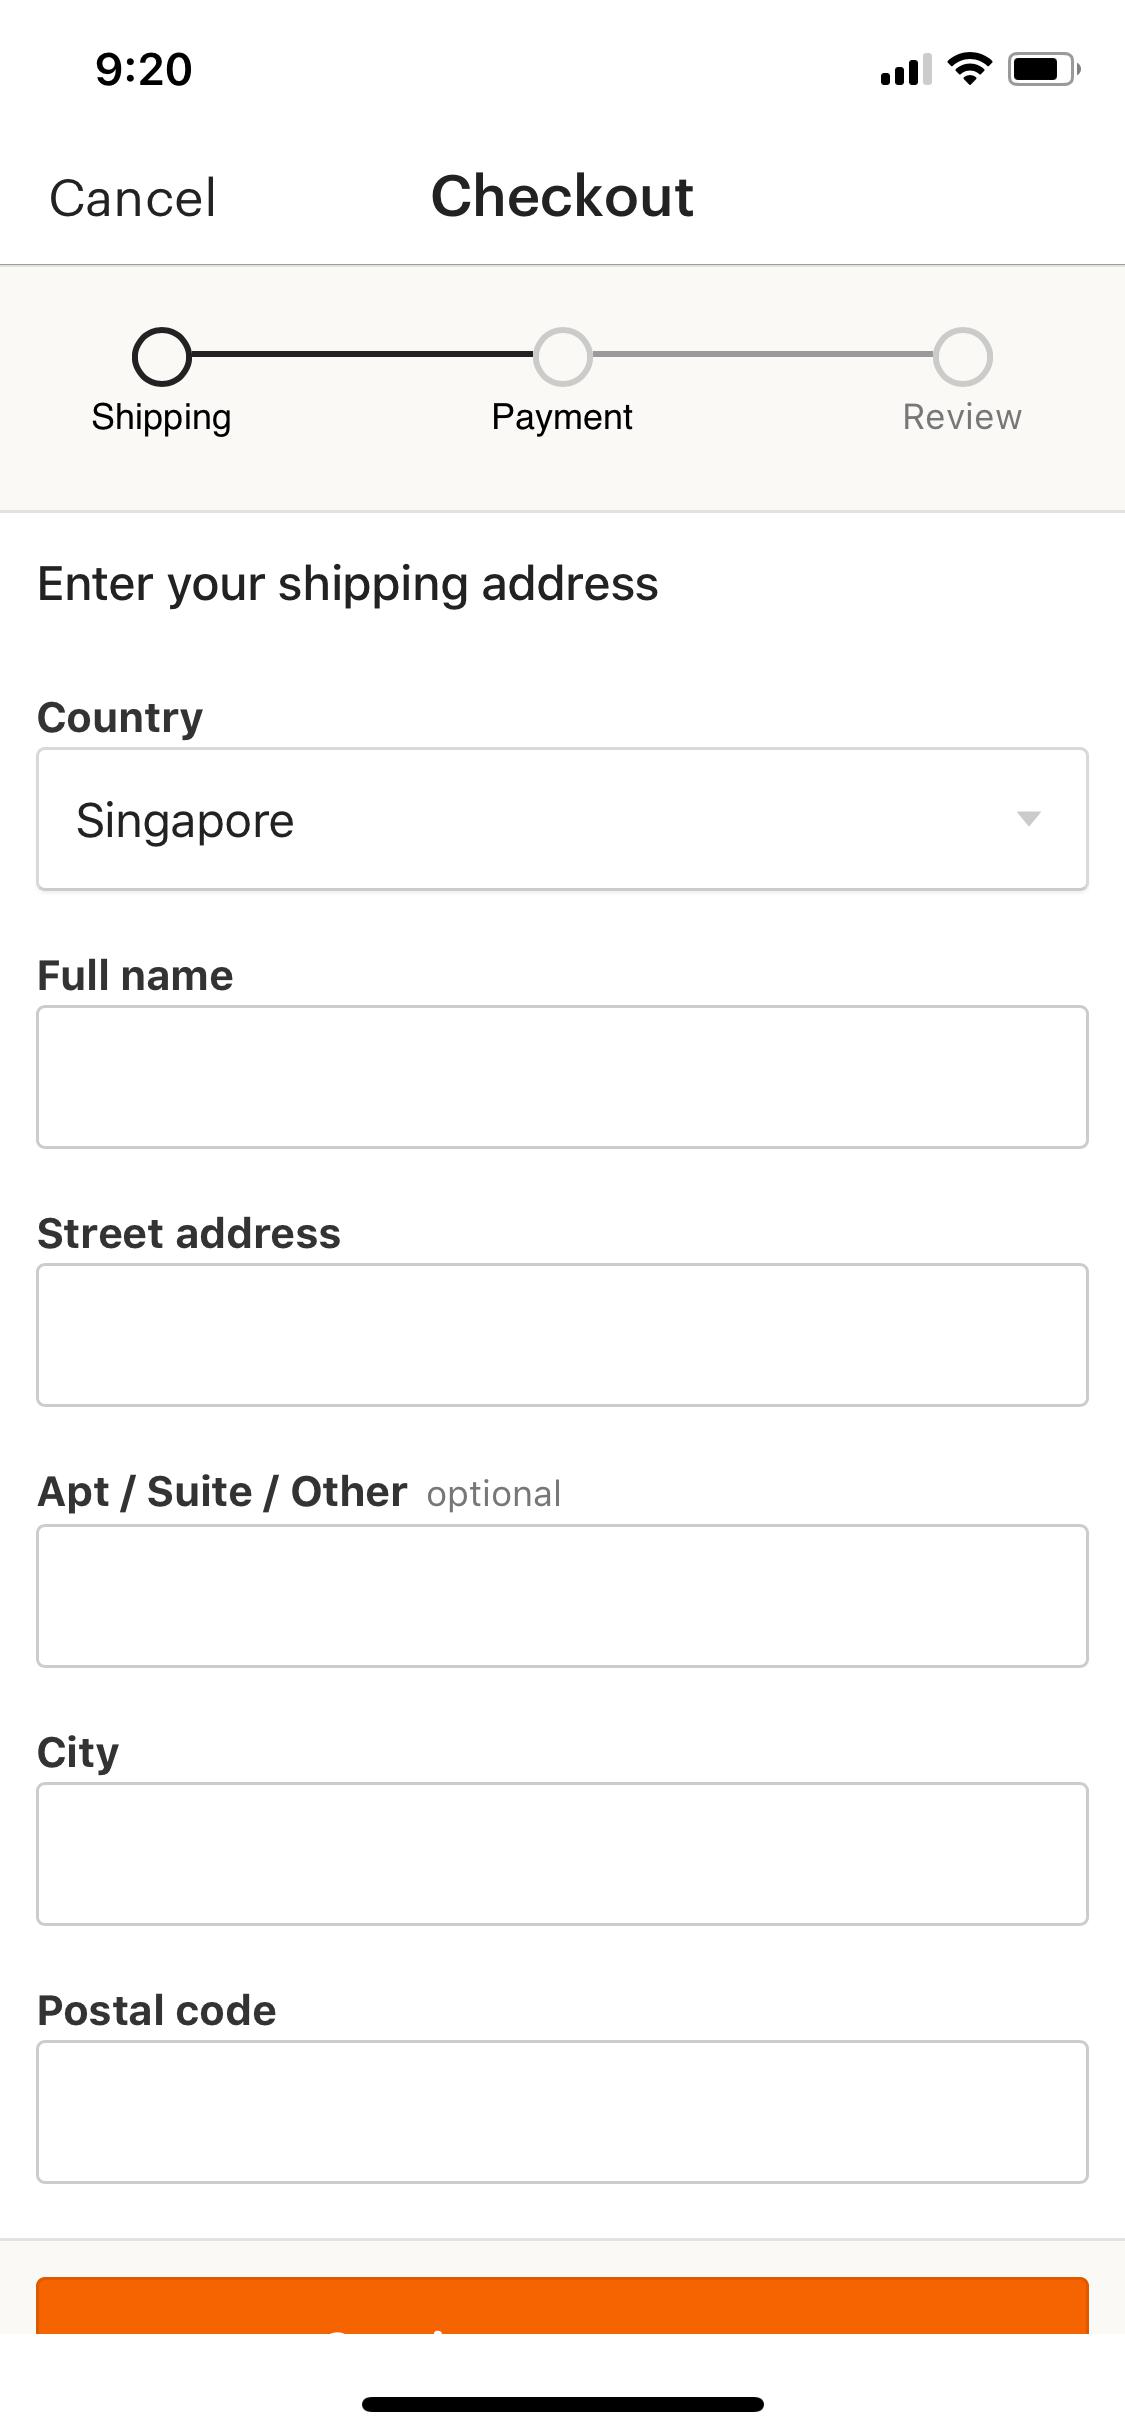 9:20
Cancel Checkout
Shipping Payment Review
Enter your shipping address
Country
Singapore
Full name
Street address
Apt / Suite / Other optional
City
Postal code